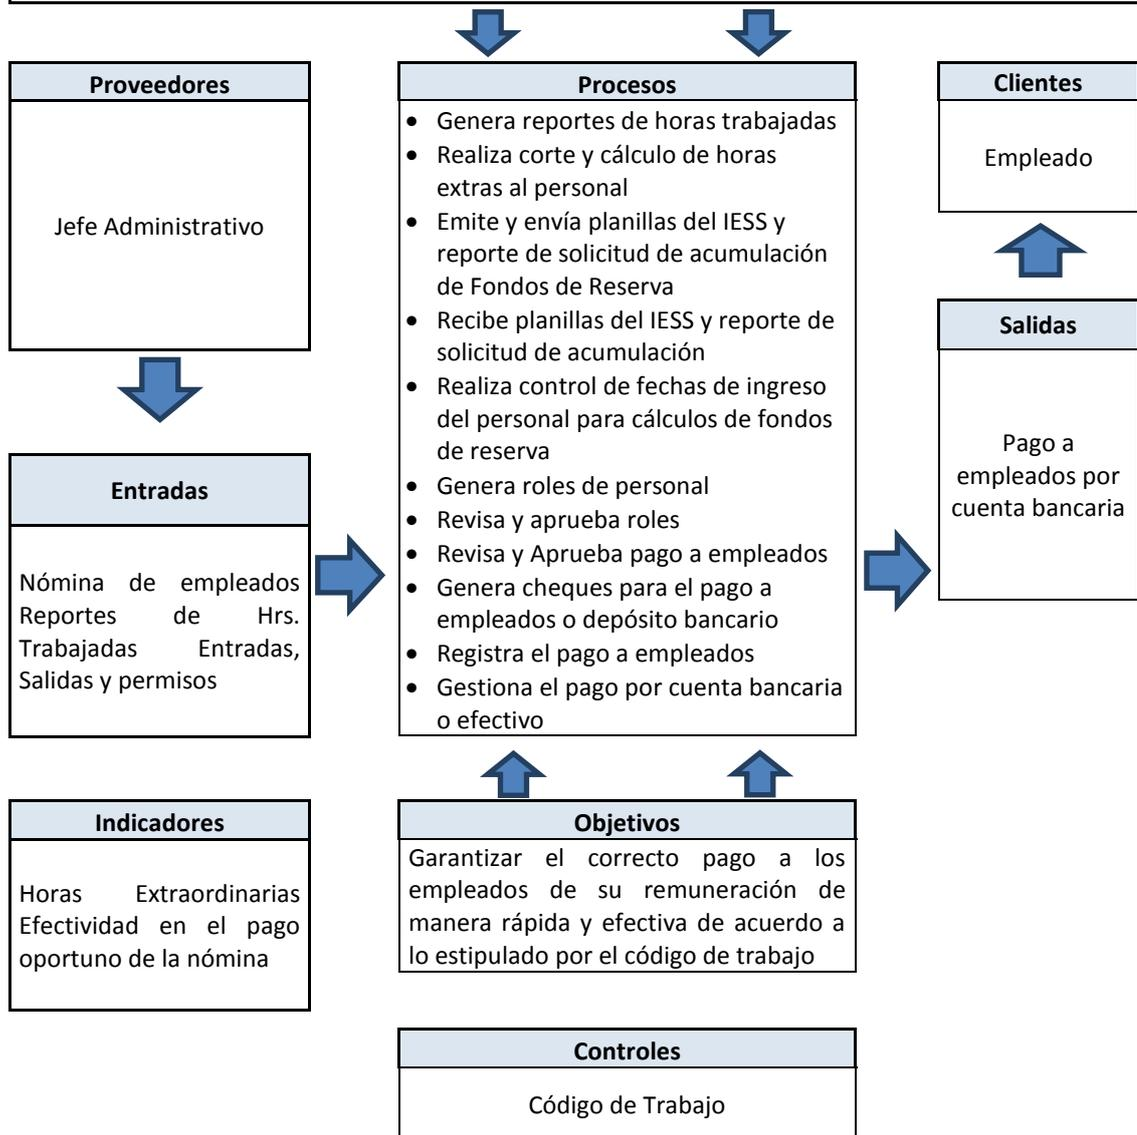 Proveedores
Jefe Administrativo
Entradas
Nómina de empleados
Reportes de Hrs.
Trabajadas Entradas,
Salidas y permisos
Indicadores
Horas Extraordinarias
Efectividad en el pago
oportuno de la nómina
Procesos
• Genera reportes de horas trabajadas
• Realiza corte y cálculo de horas
extras al personal
• Emite y envía planillas del IESS y
reporte de solicitud de acumulación
de Fondos de Reserva
• Recibe planillas del IESS y reporte de
solicitud de acumulación
• Realiza control de fechas de ingreso
del personal para cálculos de fondos
de reserva
• Genera roles de personal
• Revisa y aprueba roles
• Revisa y Aprueba pago a empleados
• Genera cheques para el pago a
empleados o depósito bancario
• Registra el pago a empleados
• Gestiona el pago por cuenta bancaria
o efectivo
Objetivos
Garantizar el correcto pago a los
empleados de su remuneración de
manera rápida y efectiva de acuerdo a
lo estipulado por el código de trabajo
Controles
Código de Trabajo
Clientes
Empleado
Salidas
Pago a
empleados por
cuenta bancaria